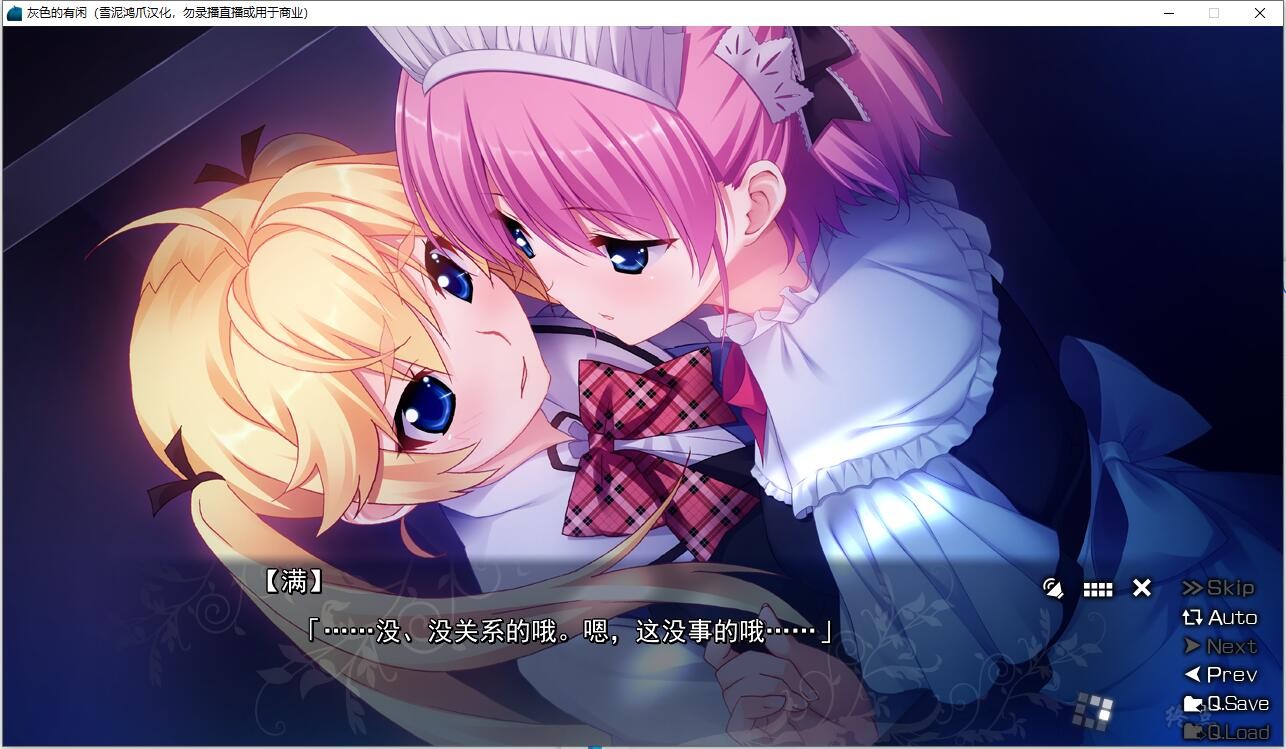 灰色的有闲（雪泥鸿爪汉化，勿录播直播或用于商业）
【满】
「……没、没关系的哦。嗯，这没事的哦……」
Skip
Auto
Next
Prev
Q.Save
Q.Load